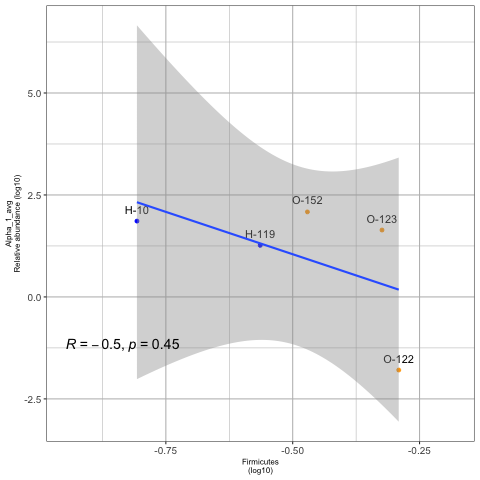 5.0
O-152
H-10
2.5
O-123
H-119
0.0
R = – 0.5, p = 0.45
O-122
-2.5
Alpha_1_avg
Relative abundance (log10)
-0.75 -0.50 -0.25
Firmicutes
(log10)